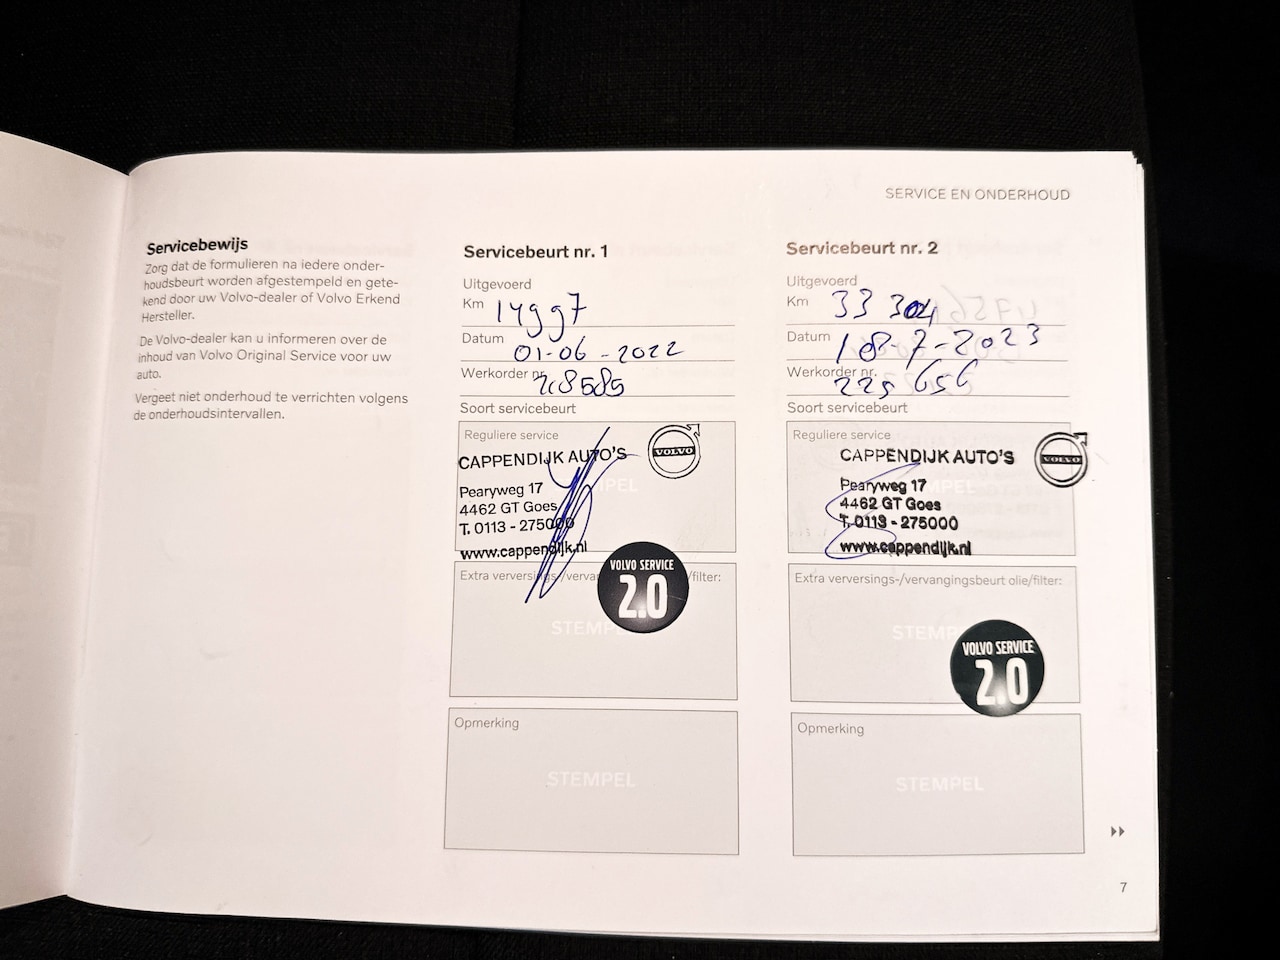 SERVICE EN ONDERHOUD
Servicebewijs
Zorg dat de formulieren na iedere onder-
houdsbeurt worden afgestempeld en gete-
kend door uw Volvo-dealer of Volvo Erkend
Hersteller.
De Volvo-dealer kan u informeren over de
inhoud van Volvo Original Service voor uw
auto.
Vergeet niet onderhoud te verrichten volgens
de onderhoudsintervallen.
Servicebeurt nr. 1
Uitgevoerd
Km 14997
Datum 01-06-2022
Werkorder nr.
Soort servicebeurt
Reguliere service
CAPPENDIJK AUTO'S
VOLVO
Pearyweg 17
4462 GT Goes
T. 0113 - 275000
www.cappendijk.nl
VOLVO SERVICE
2.0
STEMPEL
Opmerking
STEMPEL
Servicebeurt nr. 2
Uitgevoerd
Km 33 304
Datum 18-7-2023
Werkorder nr. 225 656
Soort servicebeurt
Reguliere service
CAPPENDIJK AUTO'S
VOLVO
Pearyweg 17
4462 GT Goes
T. 0113 - 275000
www.cappendijk.nl
Extra verversings-/vervangingsbeurt olie/filter:
STEMPEL
VOLVO SERVICE
2.0
Opmerking
STEMPEL
7